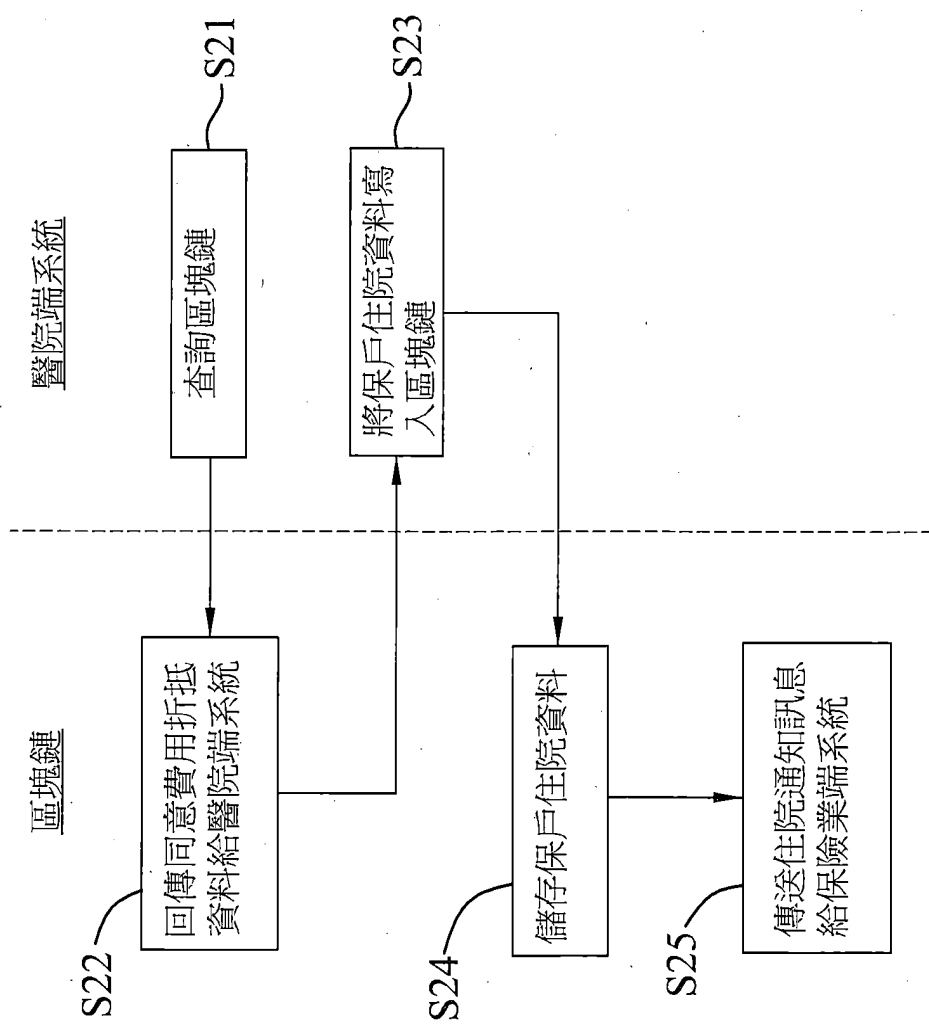 區塊鏈
醫院端系統
查詢區塊鏈
S21
回傳同意費用折抵
資料給醫院端系統
S22
將保戶住院資料寫
入區塊鏈
S23
儲存保戶住院資料
S24
傳送住院通知訊息
給保險業端系統
S25